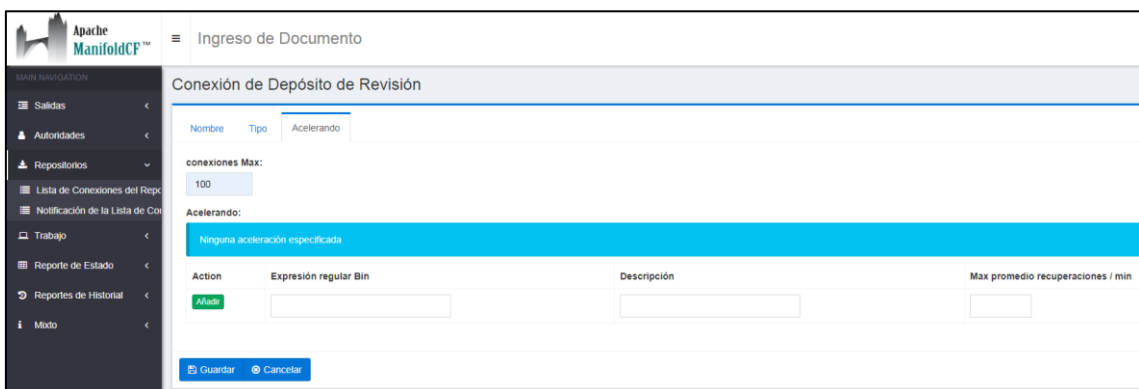 Apache
ManifoldCF™
Ingreso de Documento
MAIN NAVIGATION
Salidas
Autoridades
Repositorios
Lista de Conexiones del Repo
Notificación de la Lista de Co
Trabajo
Reporte de Estado
Reportes de Historial
Mixto
Conexión de Depósito de Revisión
Nombre Tipo Acelerando
conexiones Max:
100
Acelerando:
Ninguna aceleración especificada
Action Expresión regular Bin Descripción Max promedio recuperaciones / min
Añadir
Guardar Cancelar